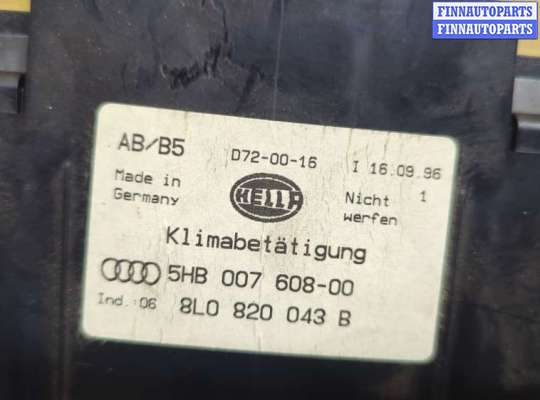 FINNAUTOPARTS
FINNAUTOPARTS
AB/B5 D72-00-16 I 16.09.96
Made in Germany HELLA Nicht werfen 1
Klimabetätigung
5HB 007 608-00
Ind.:06 8L0 820 043 B